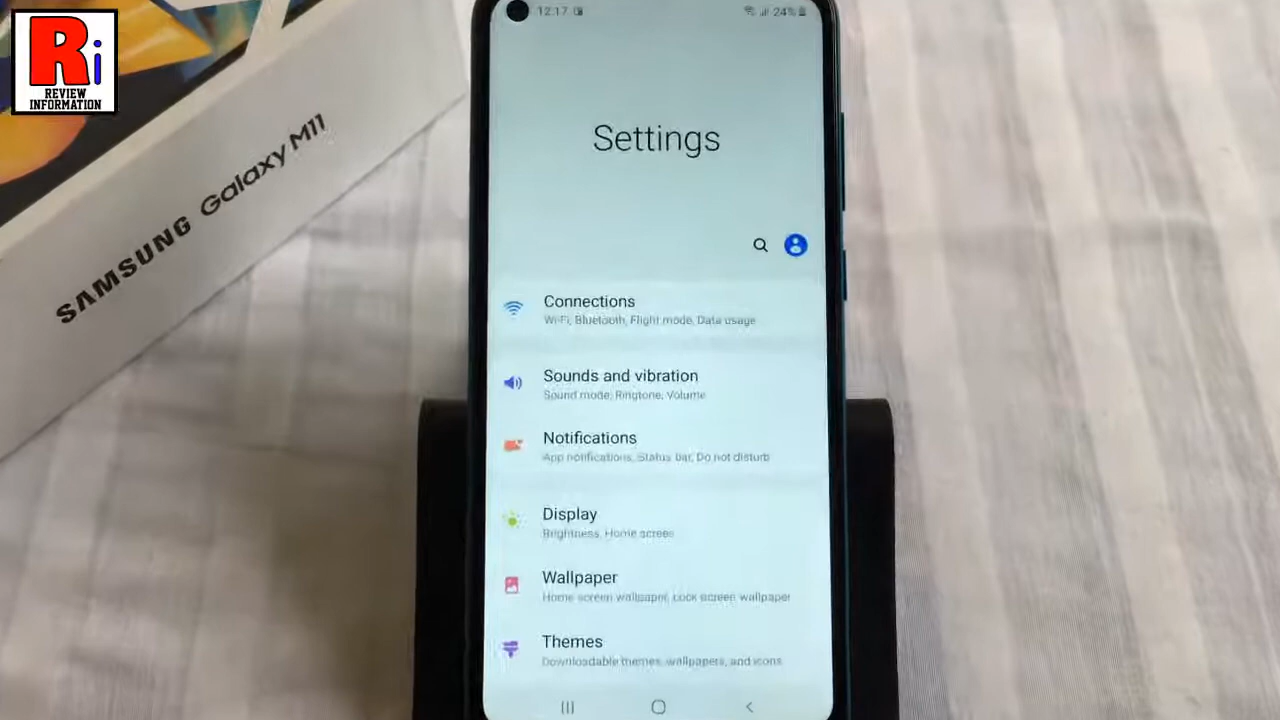 Ri
REVIEW
INFORMATION
SAMSUNG Galaxy M11
12:17
24%
Settings
Connections
Wi-Fi, Bluetooth, Flight mode, Data usage
Sounds and vibration
Sound mode, Ringtone, Volume
Notifications
App notifications, Status bar, Do not disturb
Display
Brightness, Home screen
Wallpaper
Home screen wallpaper, Lock screen wallpaper
Themes
Downloadable themes, wallpapers, and icons